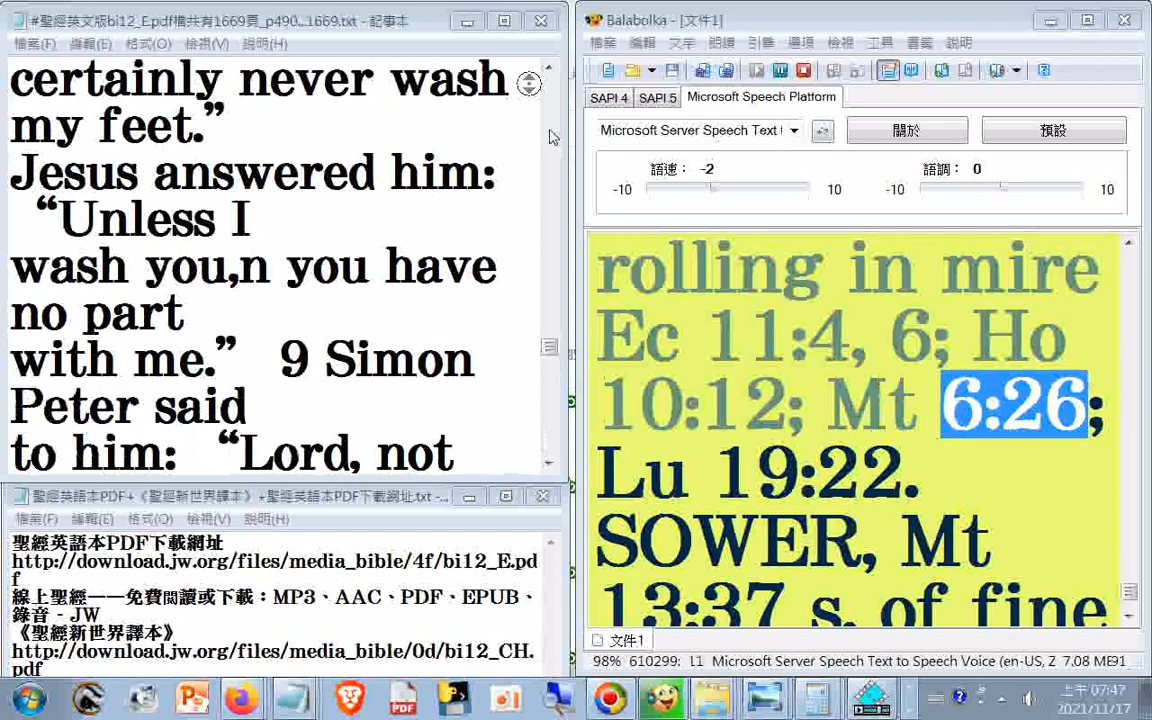 #聖經英文版bi12_E.pdf檔共有1669頁_p490...1669.txt - 記事本
檔案(F) 編輯(E) 格式(O) 檢視(V) 說明(H)
certainly never wash
my feet.”
Jesus answered him:
“Unless I
wash you,n you have
no part
with me.” 9 Simon
Peter said
to him: “Lord, not
聖經英語本PDF+《聖經新世界譯本》+聖經英語本PDF下載網址.txt -...
檔案(F) 編輯(E) 格式(O) 檢視(V) 說明(H)
聖經英語本PDF下載網址
http://download.jw.org/files/media_bible/4f/bi12_E.pd
f
線上聖經——免費閱讀或下載：MP3、AAC、PDF、EPUB、
錄音 - JW
《聖經新世界譯本》
http://download.jw.org/files/media_bible/0d/bi12_CH.
pdf
Balabolka - [文件1]
檔案 編輯 文字 朗讀 引擎 選項 檢視 工具 書籤 說明
SAPI 4 SAPI 5 Microsoft Speech Platform
Microsoft Server Speech Text 關於 預設
語速： -2 語調： 0
-10 10 -10 10
rolling in mire
Ec 11:4, 6; Ho
10:12; Mt 6:26;
Lu 19:22.
SOWER, Mt
13:37 s. of fine
文件1
98% 610299: 11 Microsoft Server Speech Text to Speech Voice (en-US, Z 7.08 ME91
PDF
上午 07:47
2021/11/17